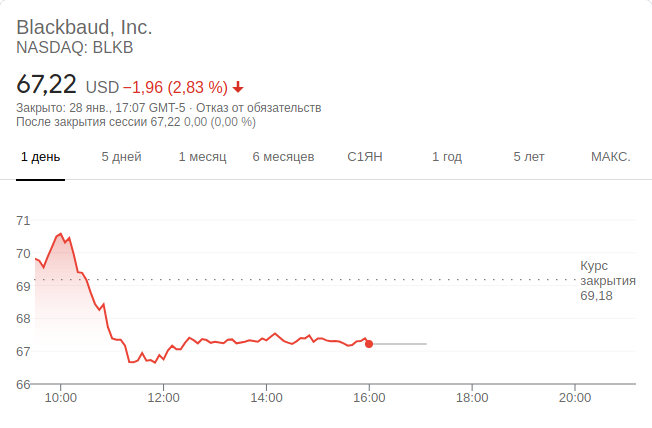 Blackbaud, Inc.
NASDAQ: BLKB
67,22 USD −1,96 (2,83 %)
Закрыто: 28 янв., 17:07 GMT-5 · Отказ от обязательств
После закрытия сессии 67,22 0,00 (0,00 %)
1 день 5 дней 1 месяц 6 месяцев С1ЯН 1 год 5 лет МАКС.
71
70
69
68
67
66
Курс
закрытия
69,18
10:00 12:00 14:00 16:00 18:00 20:00